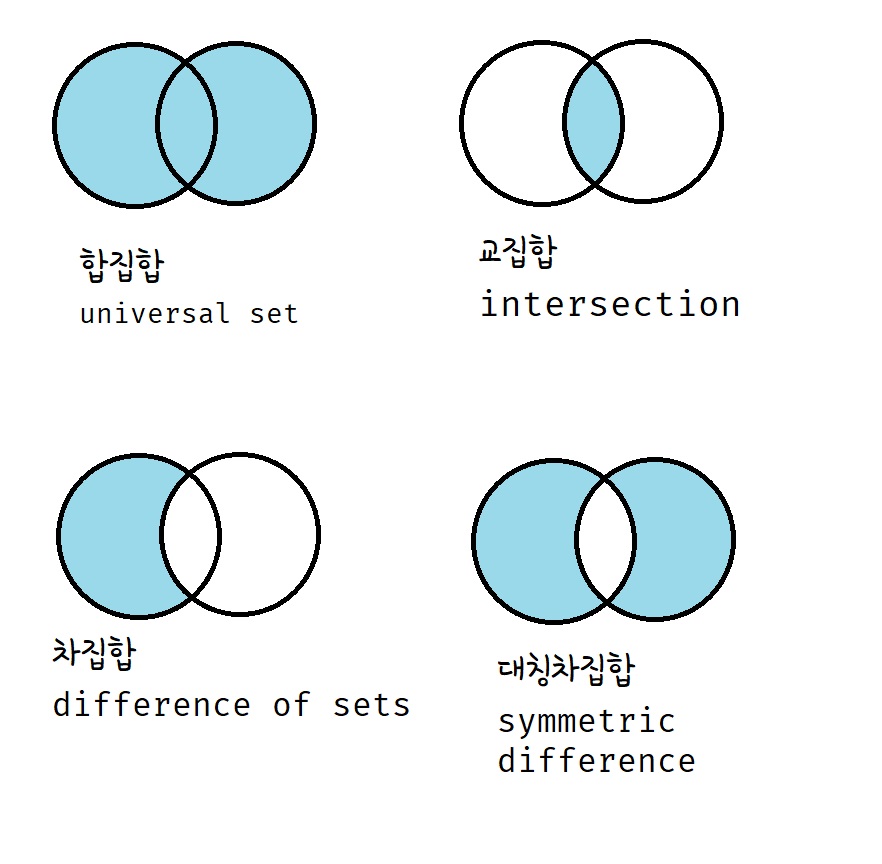 합집합
universal set
교집합
intersection
차집합
difference of sets
대칭차집합
symmetric
difference